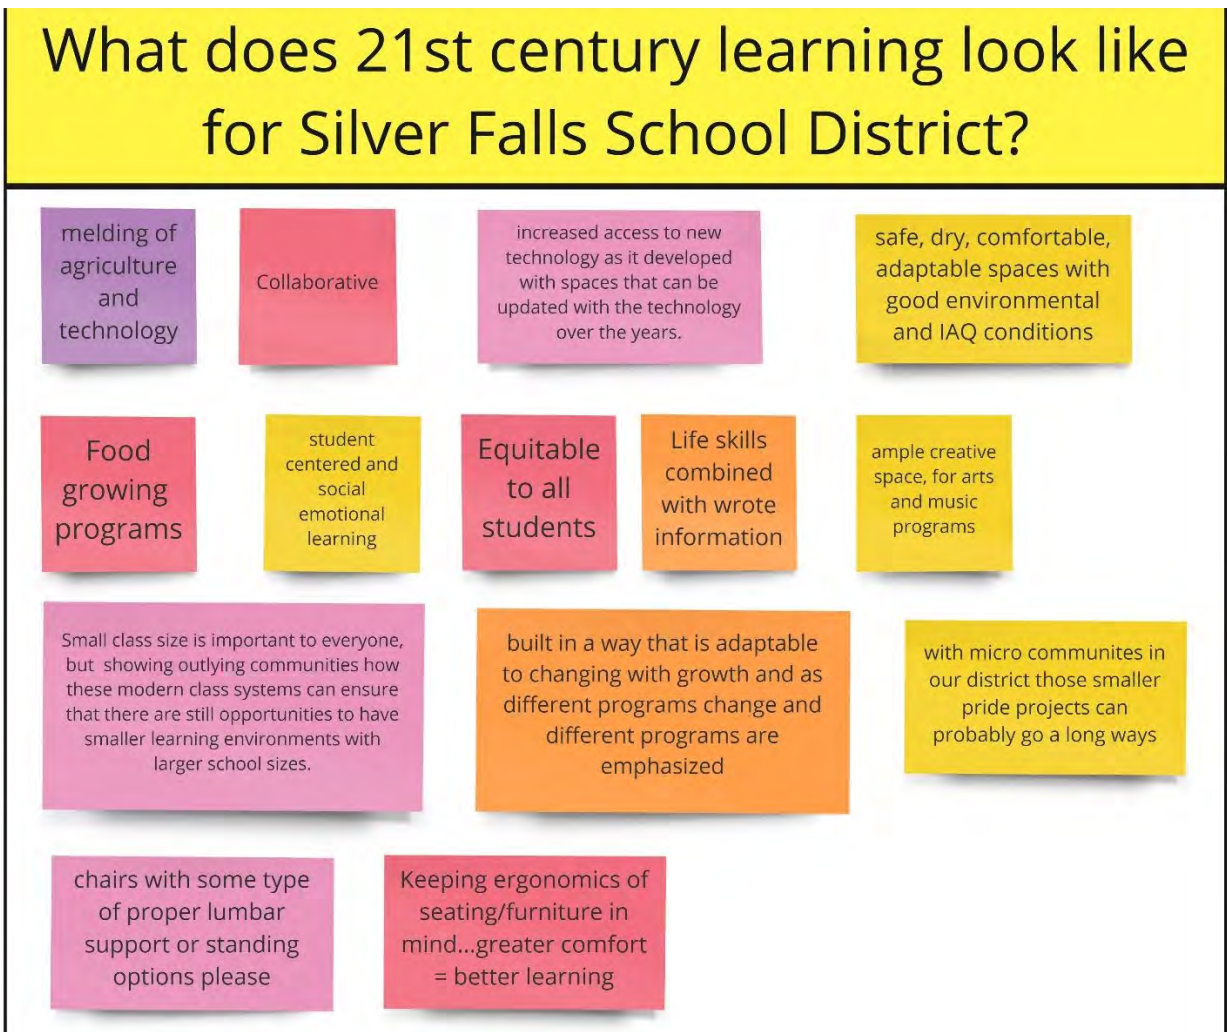 What does 21st century learning look like
for Silver Falls School District?
melding of
agriculture
and
technology
Collaborative
increased access to new
technology as it developed
with spaces that can be
updated with the technology
over the years.
safe, dry, comfortable,
adaptable spaces with
good environmental
and IAQ conditions
Food
growing
programs
student
centered and
social
emotional
learning
Equitable
to all
students
Life skills
combined
with wrote
information
ample creative
space, for arts
and music
programs
Small class size is important to everyone,
but showing outlying communities how
these modern class systems can ensure
that there are still opportunities to have
smaller learning environments with
larger school sizes.
built in a way that is adaptable
to changing with growth and as
different programs change and
different programs are
emphasized
with micro communites in
our district those smaller
pride projects can
probably go a long ways
chairs with some type
of proper lumbar
support or standing
options please
Keeping ergonomics of
seating/furniture in
mind...greater comfort
= better learning